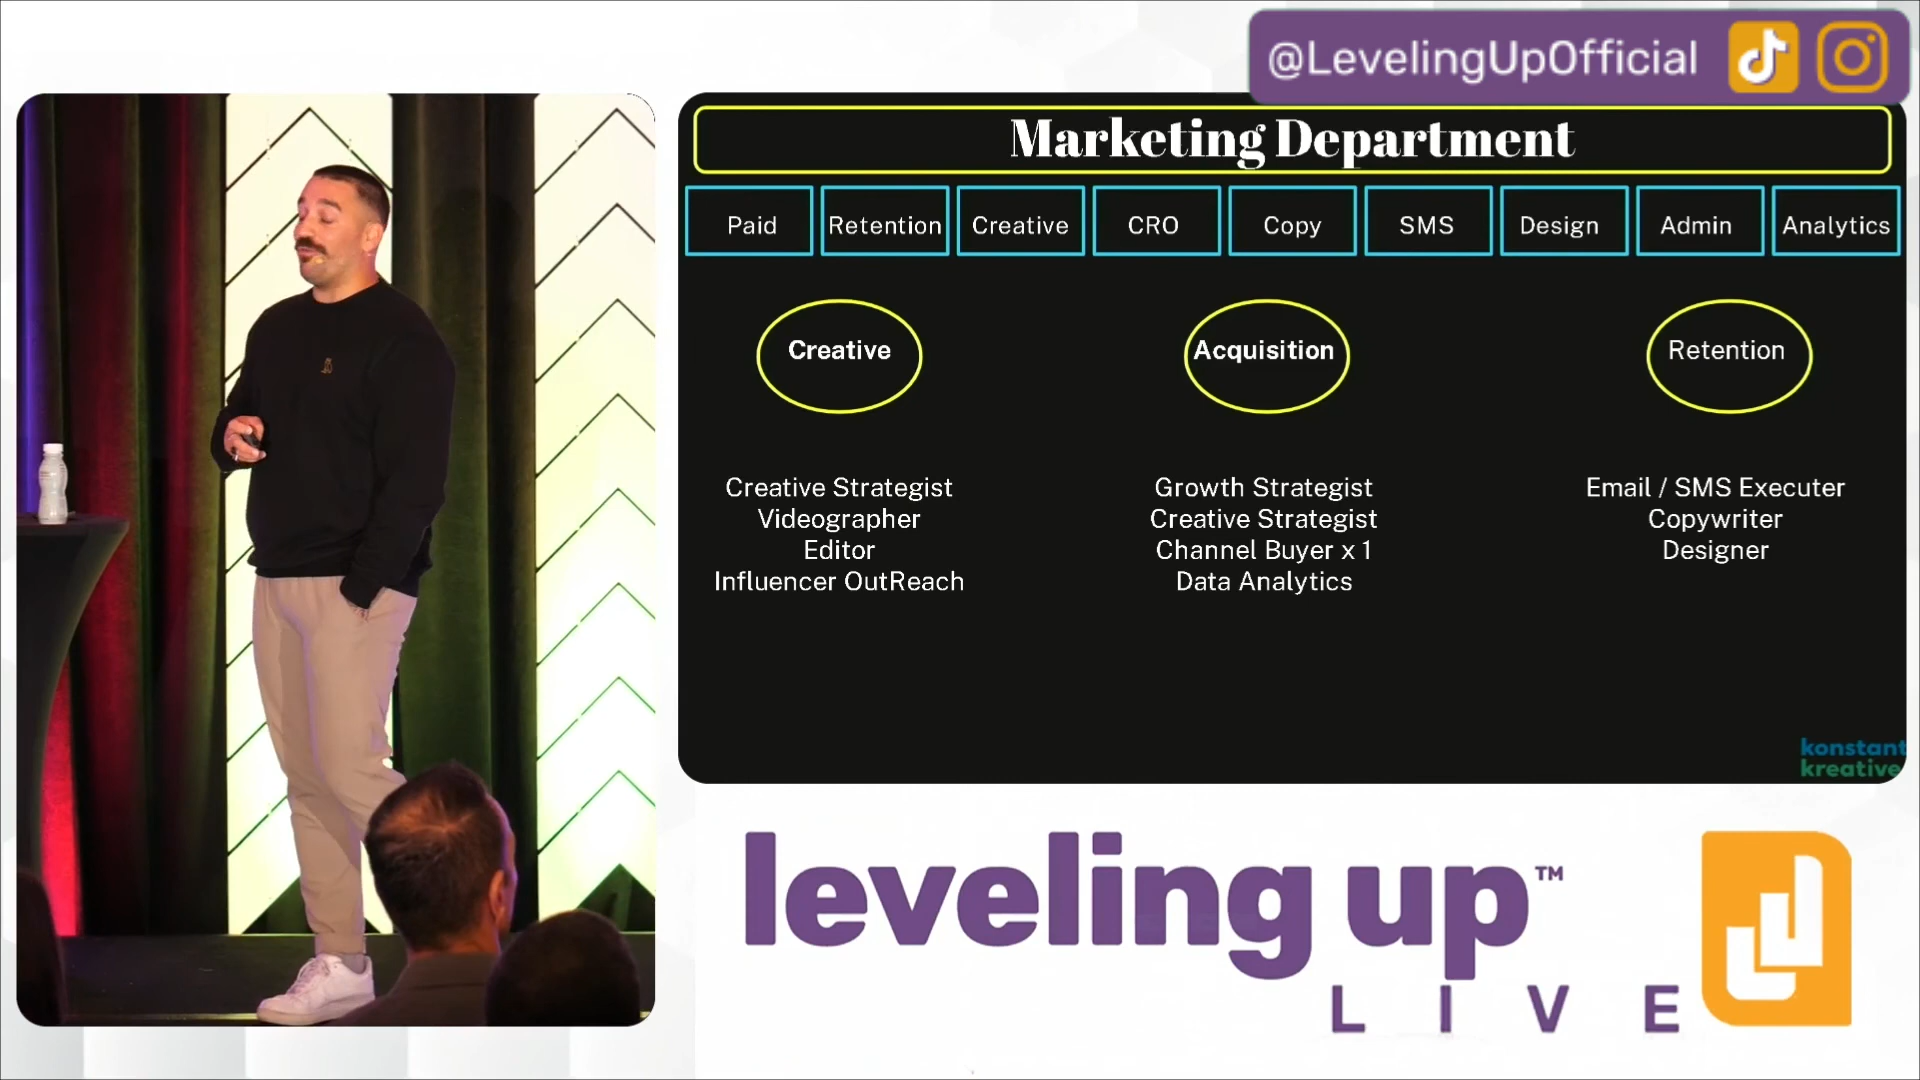 @LevelingUpOfficial
Marketing Department
Paid Retention Creative CRO Copy SMS Design Admin Analytics
Creative
Acquisition
Retention
Creative Strategist
Videographer
Editor
Influencer OutReach
Growth Strategist
Creative Strategist
Channel Buyer x 1
Data Analytics
Email / SMS Executer
Copywriter
Designer
konstant
kreative
leveling up™
LIVE